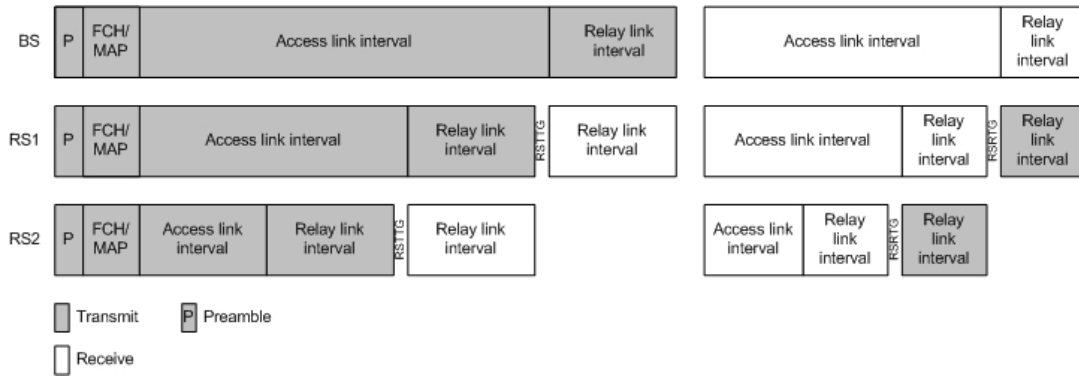 BS
P
FCH/
MAP
Access link interval
Relay link
interval
Access link interval
Relay
link
interval
RS1
P
FCH/
MAP
Access link interval
Relay link
interval
RSTTG
Relay link
interval
Access link interval
Relay
link
interval
RSRTG
Relay
link
interval
RS2
P
FCH/
MAP
Access link
interval
Relay link
interval
RSTTG
Relay link
interval
Access link
interval
Relay
link
interval
RSRTG
Relay
link
interval
Transmit
P Preamble
Receive